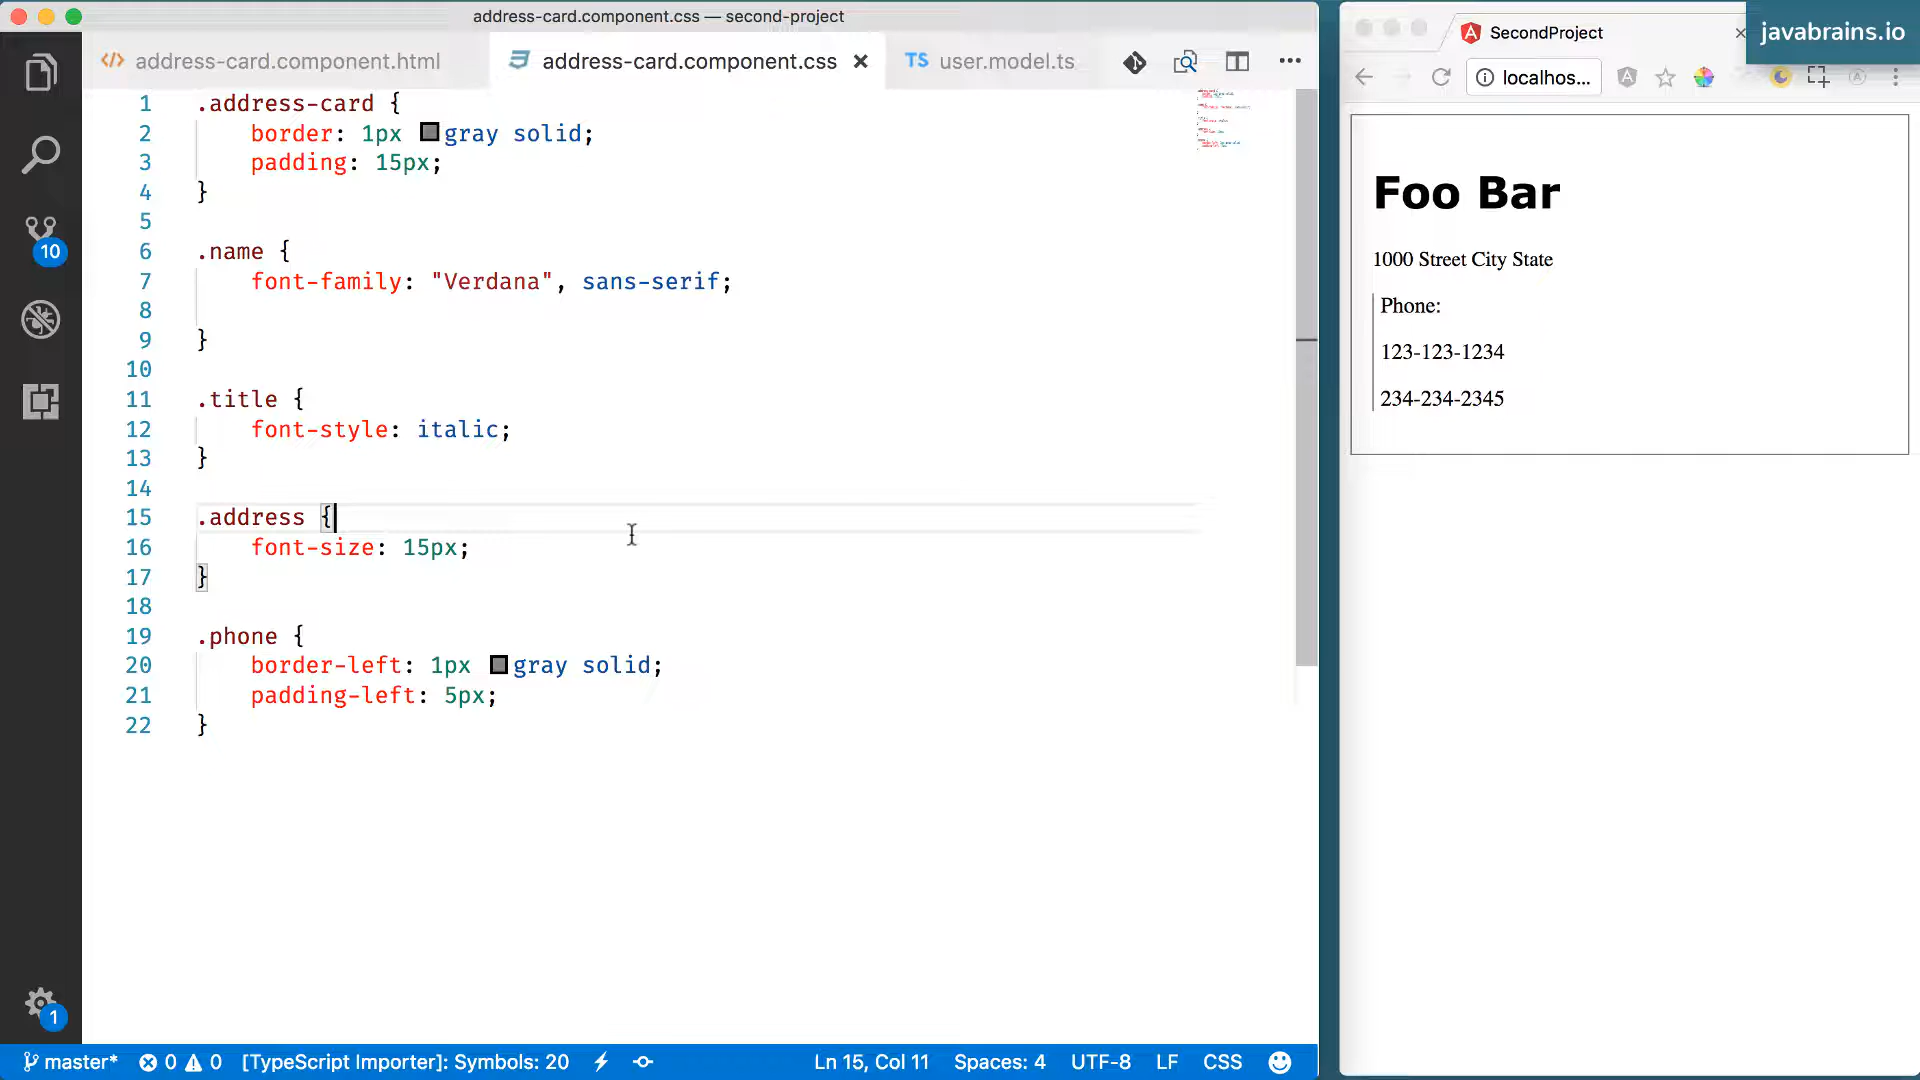 address-card.component.css — second-project
address-card.component.html
address-card.component.css
TS user.model.ts
1 .address-card {
2 border: 1px gray solid;
3 padding: 15px;
4 }
5
6 .name {
7 font-family: "Verdana", sans-serif;
8
9 }
10
11 .title {
12 font-style: italic;
13 }
14
15 .address {
16 font-size: 15px;
17 }
18
19 .phone {
20 border-left: 1px gray solid;
21 padding-left: 5px;
22 }
10
1
master* 0 0 [TypeScript Importer]: Symbols: 20 Ln 15, Col 11 Spaces: 4 UTF-8 LF CSS
SecondProject
javabrains.io
localhos...
Foo Bar
1000 Street City State
Phone:
123-123-1234
234-234-2345